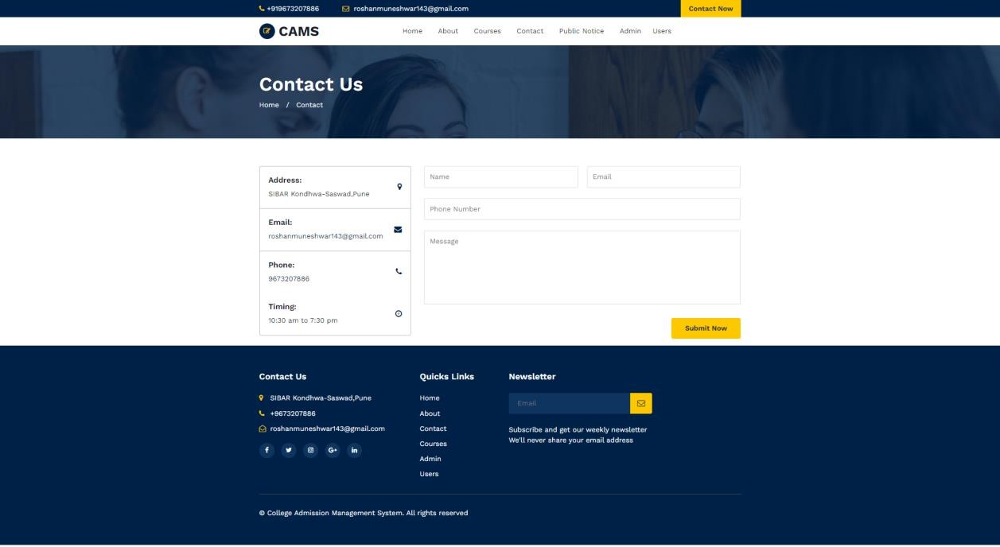 +919673207886 roshanmuneshwar143@gmail.com Contact Now
CAMS Home About Courses Contact Public Notice Admin Users
Contact Us
Home / Contact
Address:
SIBAR Kondhwa-Saswad,Pune
Email:
roshanmuneshwar143@gmail.com
Phone:
9673207886
Timing:
10:30 am to 7:30 pm
Name Email
Phone Number
Message
Submit Now
Contact Us
SIBAR Kondhwa-Saswad,Pune
+9673207886
roshanmuneshwar143@gmail.com
f G+ in
Quicks Links
Home
About
Contact
Courses
Admin
Users
Newsletter
Email
Subscribe and get our weekly newsletter
We'll never share your email address
© College Admission Management System. All rights reserved